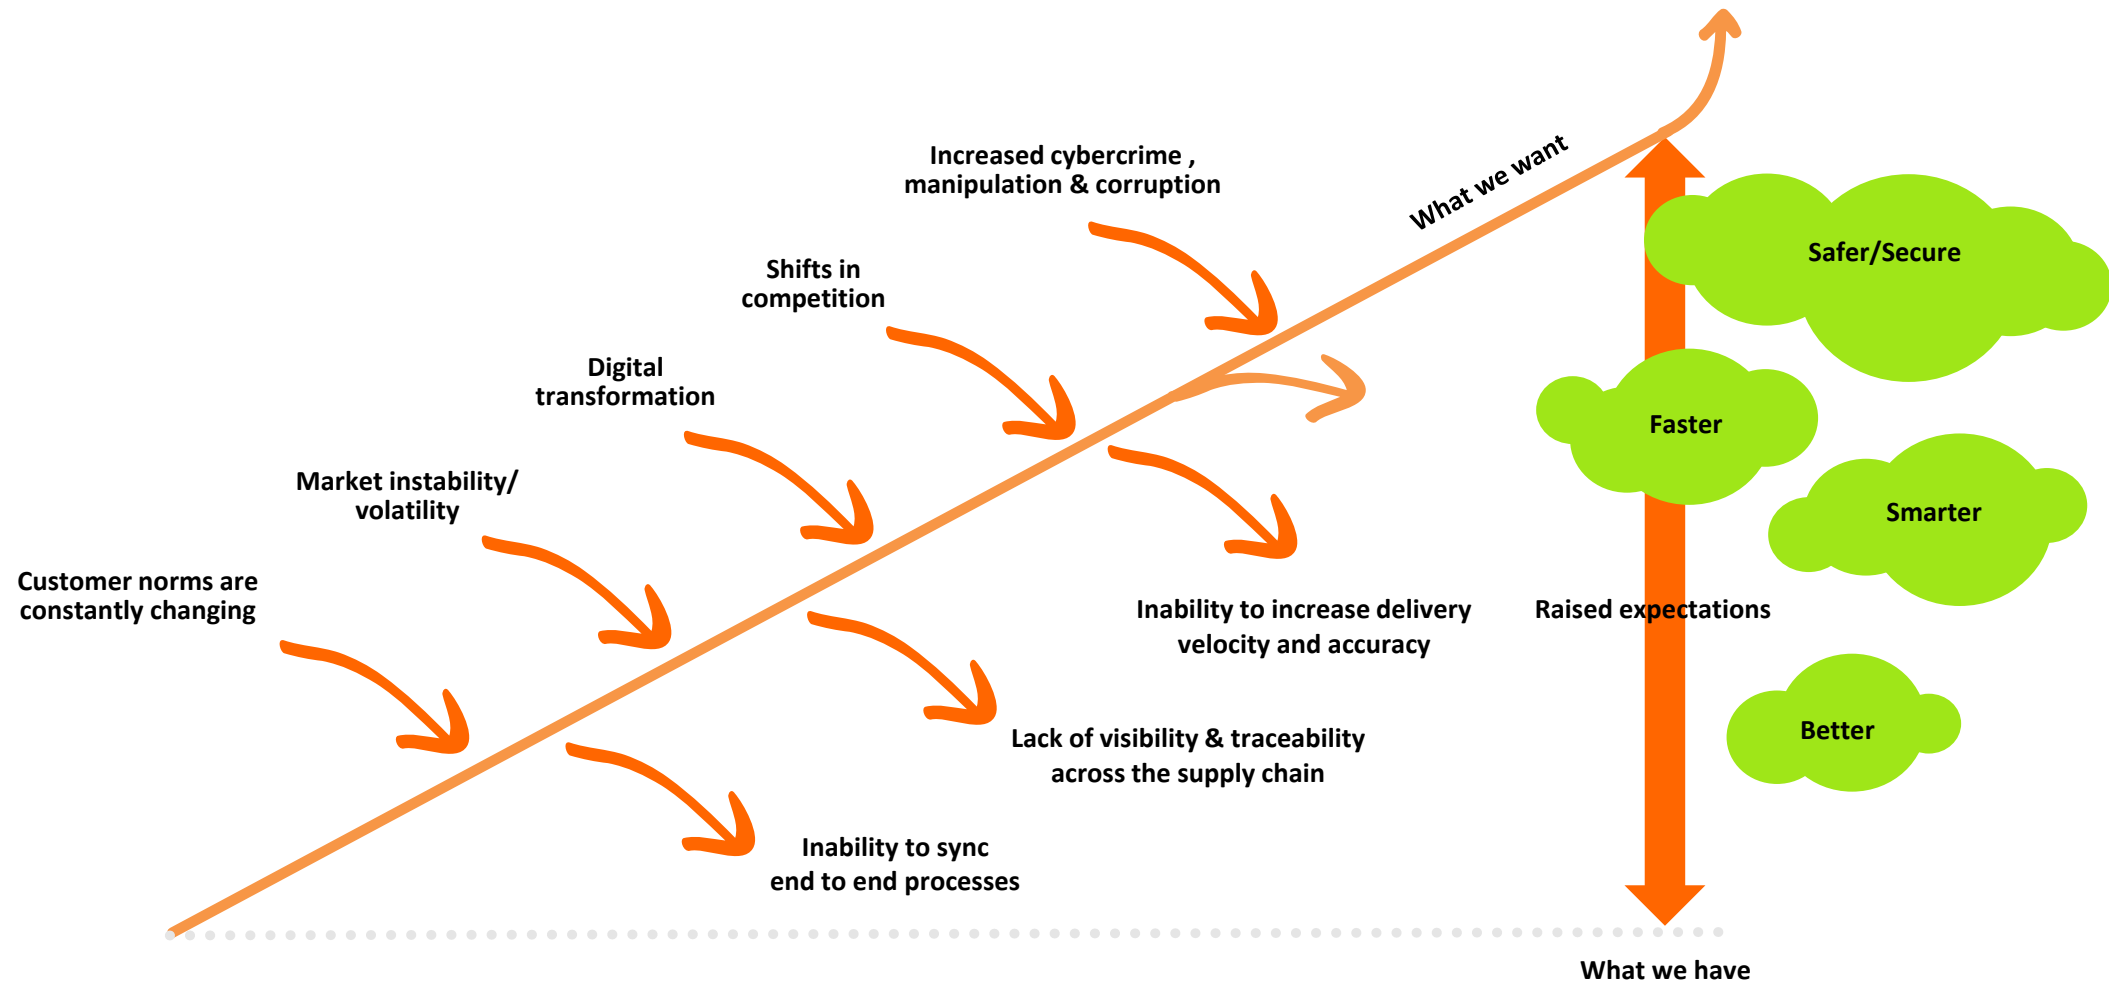 Increased cybercrime ,
manipulation & corruption
What we want
Safer/Secure
Shifts in
competition
Digital
transformation
Faster
Market instability/
volatility
Smarter
Customer norms are
constantly changing
Inability to increase delivery
velocity and accuracy
Raised expectations
Lack of visibility & traceability
across the supply chain
Better
Inability to sync
end to end processes
What we have